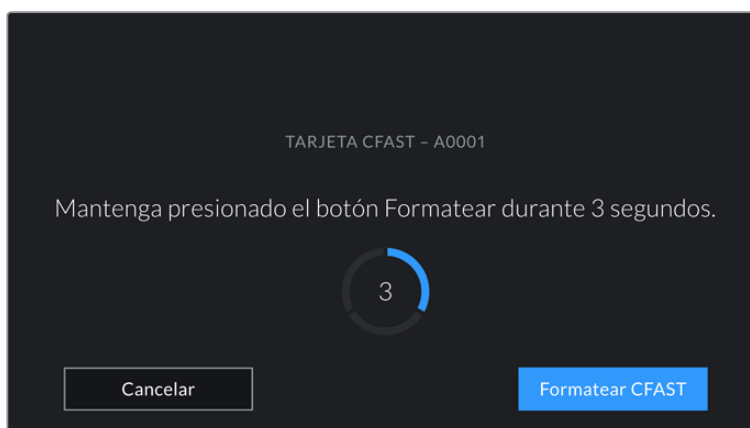 TARJETA CFAST – A0001
Mantenga presionado el botón Formatear durante 3 segundos.
3
Cancelar
Formatear CFAST